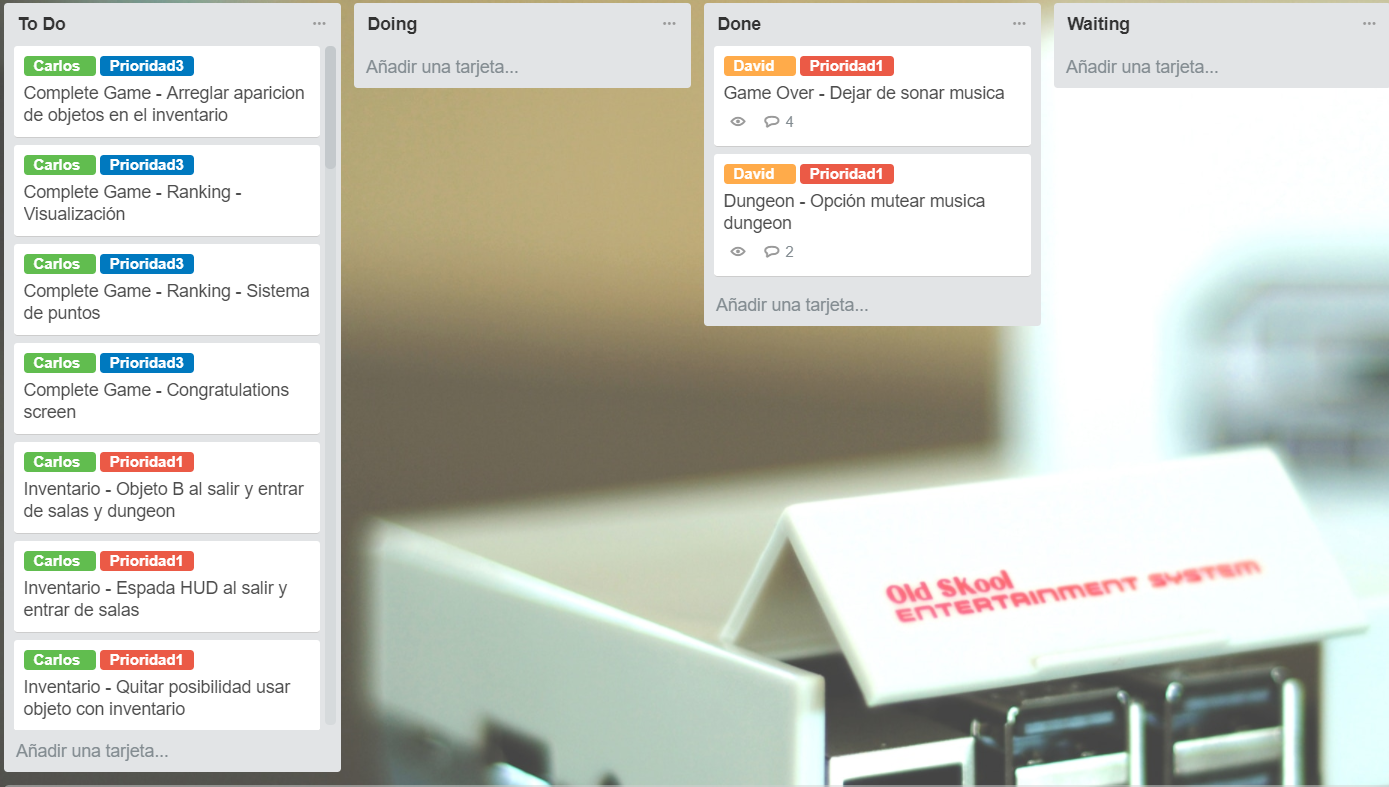 To Do
Carlos Prioridad3
Complete Game - Arreglar aparicion
de objetos en el inventario
Carlos Prioridad3
Complete Game - Ranking -
Visualización
Carlos Prioridad3
Complete Game - Ranking - Sistema
de puntos
Carlos Prioridad3
Complete Game - Congratulations
screen
Carlos Prioridad1
Inventario - Objeto B al salir y entrar
de salas y dungeon
Carlos Prioridad1
Inventario - Espada HUD al salir y
entrar de salas
Carlos Prioridad1
Inventario - Quitar posibilidad usar
objeto con inventario
Añadir una tarjeta...
Doing
Añadir una tarjeta...
Done
David Prioridad1
Game Over - Dejar de sonar musica
4
David Prioridad1
Dungeon - Opción mutear musica
dungeon
2
Añadir una tarjeta...
Waiting
Añadir una tarjeta...
Old SKool
ENTERTAINMENT SYSTEM